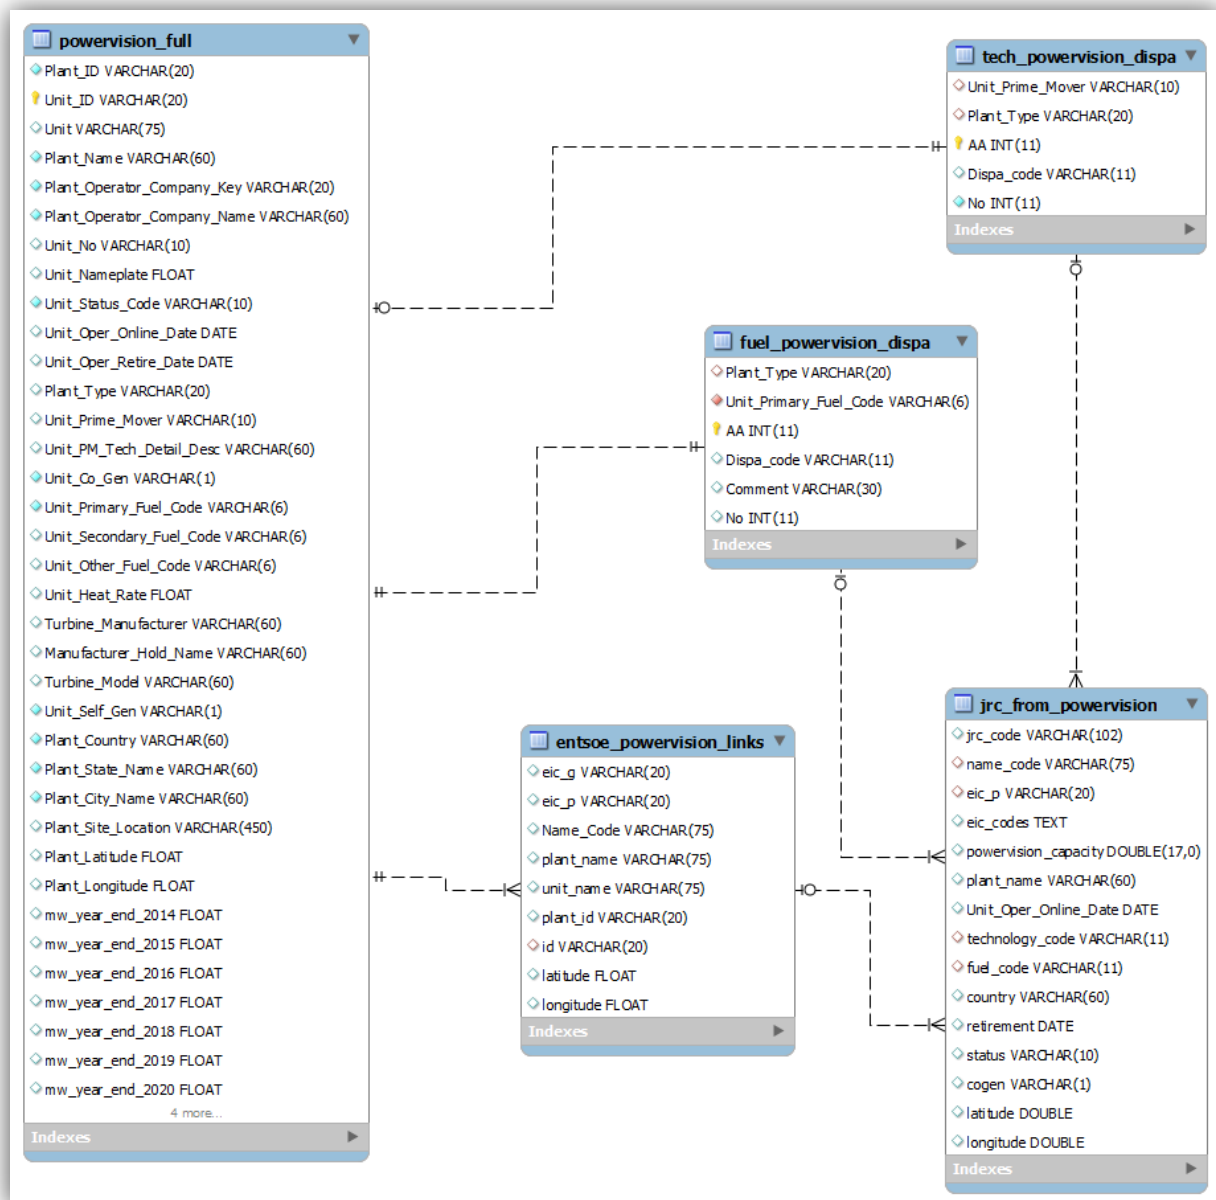 powervision_full
Plant_ID VARCHAR(20)
Unit_ID VARCHAR(20)
Unit VARCHAR(75)
Plant_Name VARCHAR(60)
Plant_Operator_Company_Key VARCHAR(20)
Plant_Operator_Company_Name VARCHAR(60)
Unit_No VARCHAR(10)
Unit_Nameplate FLOAT
Unit_Status_Code VARCHAR(10)
Unit_Oper_Online_Date DATE
Unit_Oper_Retire_Date DATE
Plant_Type VARCHAR(20)
Unit_Prime_Mover VARCHAR(10)
Unit_PM_Tech_Detail_Desc VARCHAR(60)
Unit_Co_Gen VARCHAR(1)
Unit_Primary_Fuel_Code VARCHAR(6)
Unit_Secondary_Fuel_Code VARCHAR(6)
Unit_Other_Fuel_Code VARCHAR(6)
Unit_Heat_Rate FLOAT
Turbine_Manufacturer VARCHAR(60)
Manufacturer_Hold_Name VARCHAR(60)
Turbine_Model VARCHAR(60)
Unit_Self_Gen VARCHAR(1)
Plant_Country VARCHAR(60)
Plant_State_Name VARCHAR(60)
Plant_City_Name VARCHAR(60)
Plant_Site_Location VARCHAR(450)
Plant_Latitude FLOAT
Plant_Longitude FLOAT
mw_year_end_2014 FLOAT
mw_year_end_2015 FLOAT
mw_year_end_2016 FLOAT
mw_year_end_2017 FLOAT
mw_year_end_2018 FLOAT
mw_year_end_2019 FLOAT
mw_year_end_2020 FLOAT
4 more...
Indexes
tech_powervision_dispa
Unit_Prime_Mover VARCHAR(10)
Plant_Type VARCHAR(20)
AA INT(11)
Dispa_code VARCHAR(11)
No INT(11)
Indexes
fuel_powervision_dispa
Plant_Type VARCHAR(20)
Unit_Primary_Fuel_Code VARCHAR(6)
AA INT(11)
Dispa_code VARCHAR(11)
Comment VARCHAR(30)
No INT(11)
Indexes
entsoe_powervision_links
eic_g VARCHAR(20)
eic_p VARCHAR(20)
Name_Code VARCHAR(75)
plant_name VARCHAR(75)
unit_name VARCHAR(75)
plant_id VARCHAR(20)
id VARCHAR(20)
latitude FLOAT
longitude FLOAT
Indexes
jrc_from_powervision
jrc_code VARCHAR(102)
name_code VARCHAR(75)
eic_p VARCHAR(20)
eic_codes TEXT
powervision_capacity DOUBLE(17,0)
plant_name VARCHAR(60)
Unit_Oper_Online_Date DATE
technology_code VARCHAR(11)
fuel_code VARCHAR(11)
country VARCHAR(60)
retirement DATE
status VARCHAR(10)
cogen VARCHAR(1)
latitude DOUBLE
longitude DOUBLE
Indexes